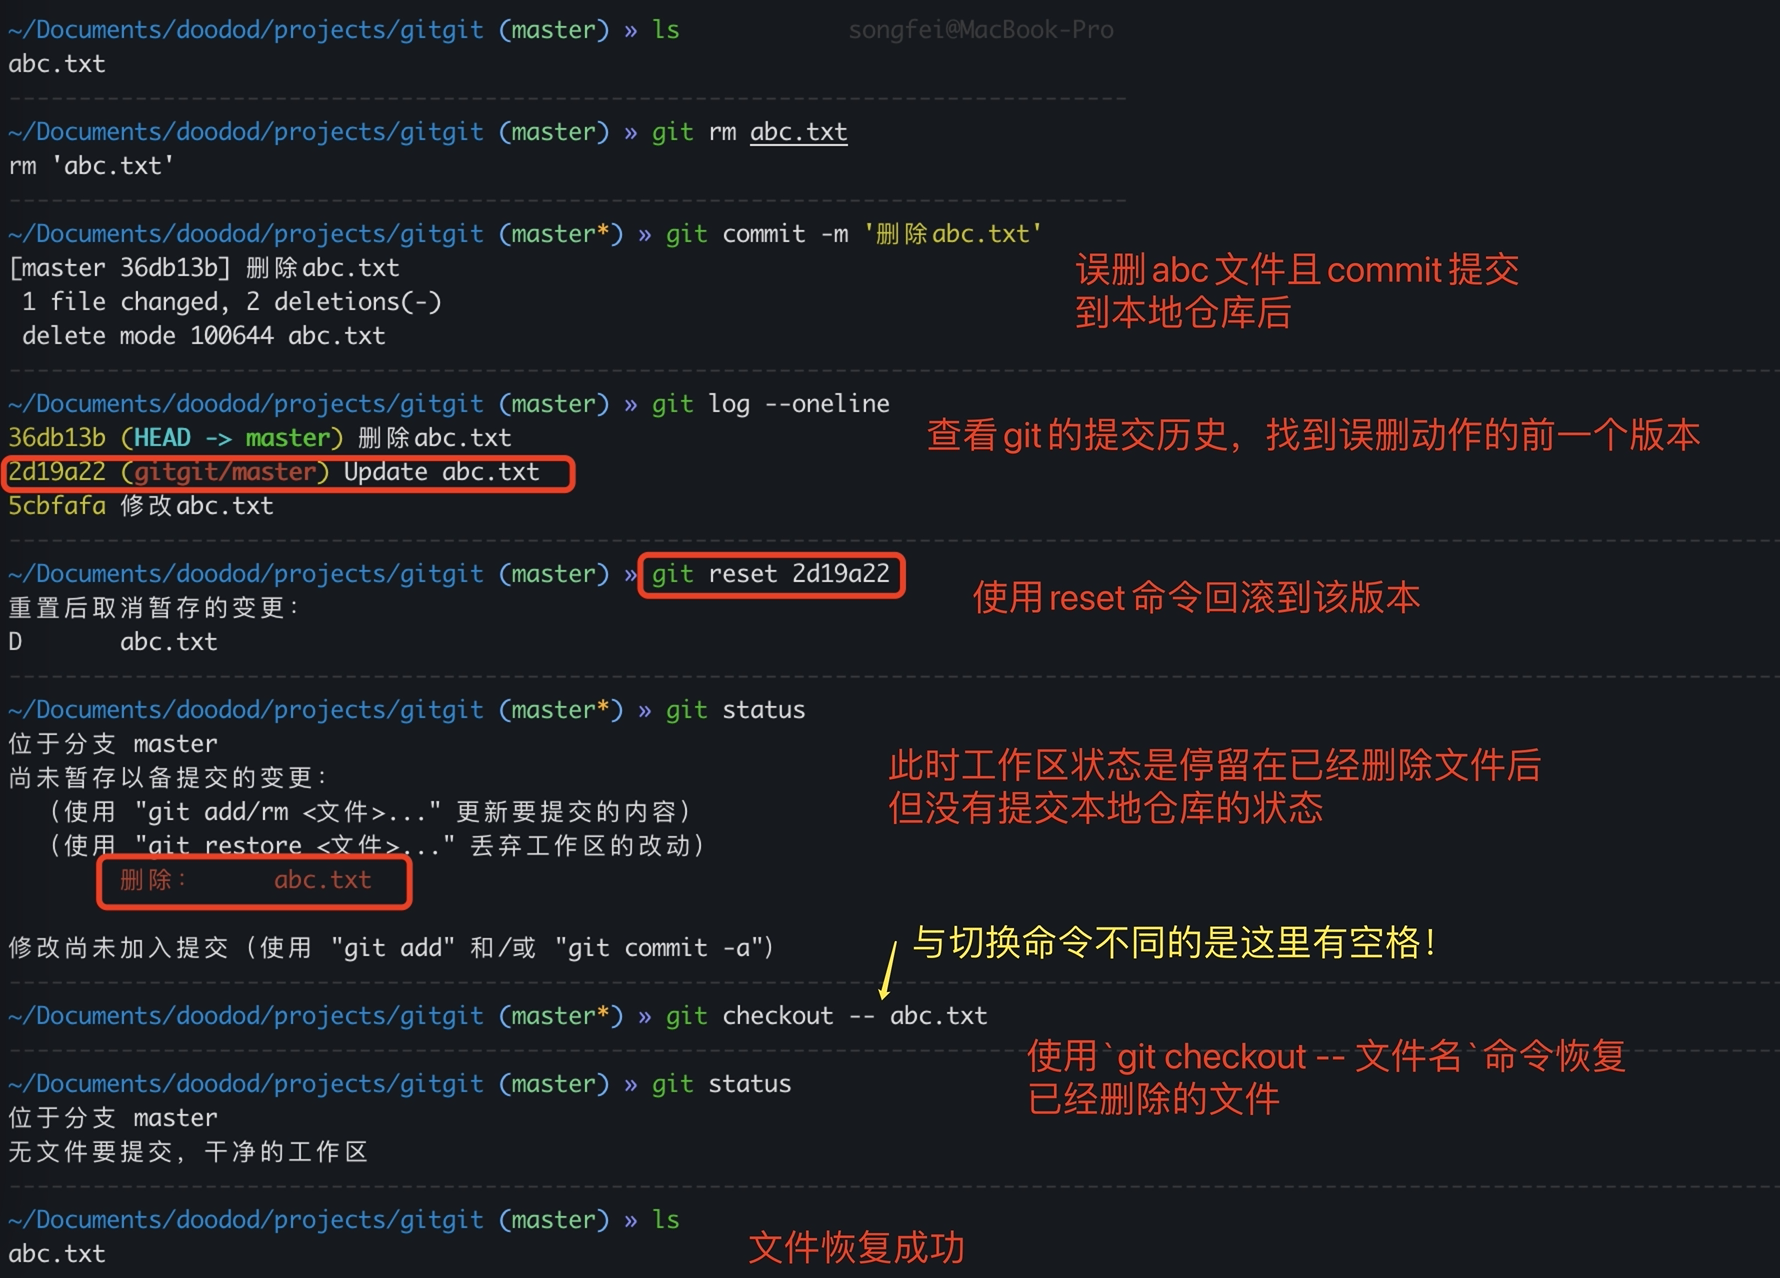 ~/Documents/doodod/projects/gitgit (master) » ls songfei@MacBook-Pro
abc.txt
~/Documents/doodod/projects/gitgit (master) » git rm abc.txt
rm 'abc.txt'
~/Documents/doodod/projects/gitgit (master*) » git commit -m '删除abc.txt'
[master 36db13b] 删除abc.txt
1 file changed, 2 deletions(-)
delete mode 100644 abc.txt
误删abc文件且commit提交
到本地仓库后
~/Documents/doodod/projects/gitgit (master) » git log --oneline
36db13b (HEAD -> master) 删除abc.txt
2d19a22 (gitgit/master) Update abc.txt
5cbfafa 修改abc.txt
查看git的提交历史，找到误删动作的前一个版本
~/Documents/doodod/projects/gitgit (master) » git reset 2d19a22
重置后取消暂存的变更：
D abc.txt
使用reset命令回滚到该版本
~/Documents/doodod/projects/gitgit (master*) » git status
位于分支 master
尚未暂存以备提交的变更：
（使用 "git add/rm <文件>..." 更新要提交的内容）
（使用 "git restore <文件>..." 丢弃工作区的改动）
删除： abc.txt
此时工作区状态是停留在已经删除文件后
但没有提交本地仓库的状态
修改尚未加入提交（使用 "git add" 和/或 "git commit -a"）
与切换命令不同的是这里有空格！
~/Documents/doodod/projects/gitgit (master*) » git checkout -- abc.txt
使用`git checkout -- 文件名`命令恢复
已经删除的文件
~/Documents/doodod/projects/gitgit (master) » git status
位于分支 master
无文件要提交，干净的工作区
~/Documents/doodod/projects/gitgit (master) » ls
abc.txt
文件恢复成功